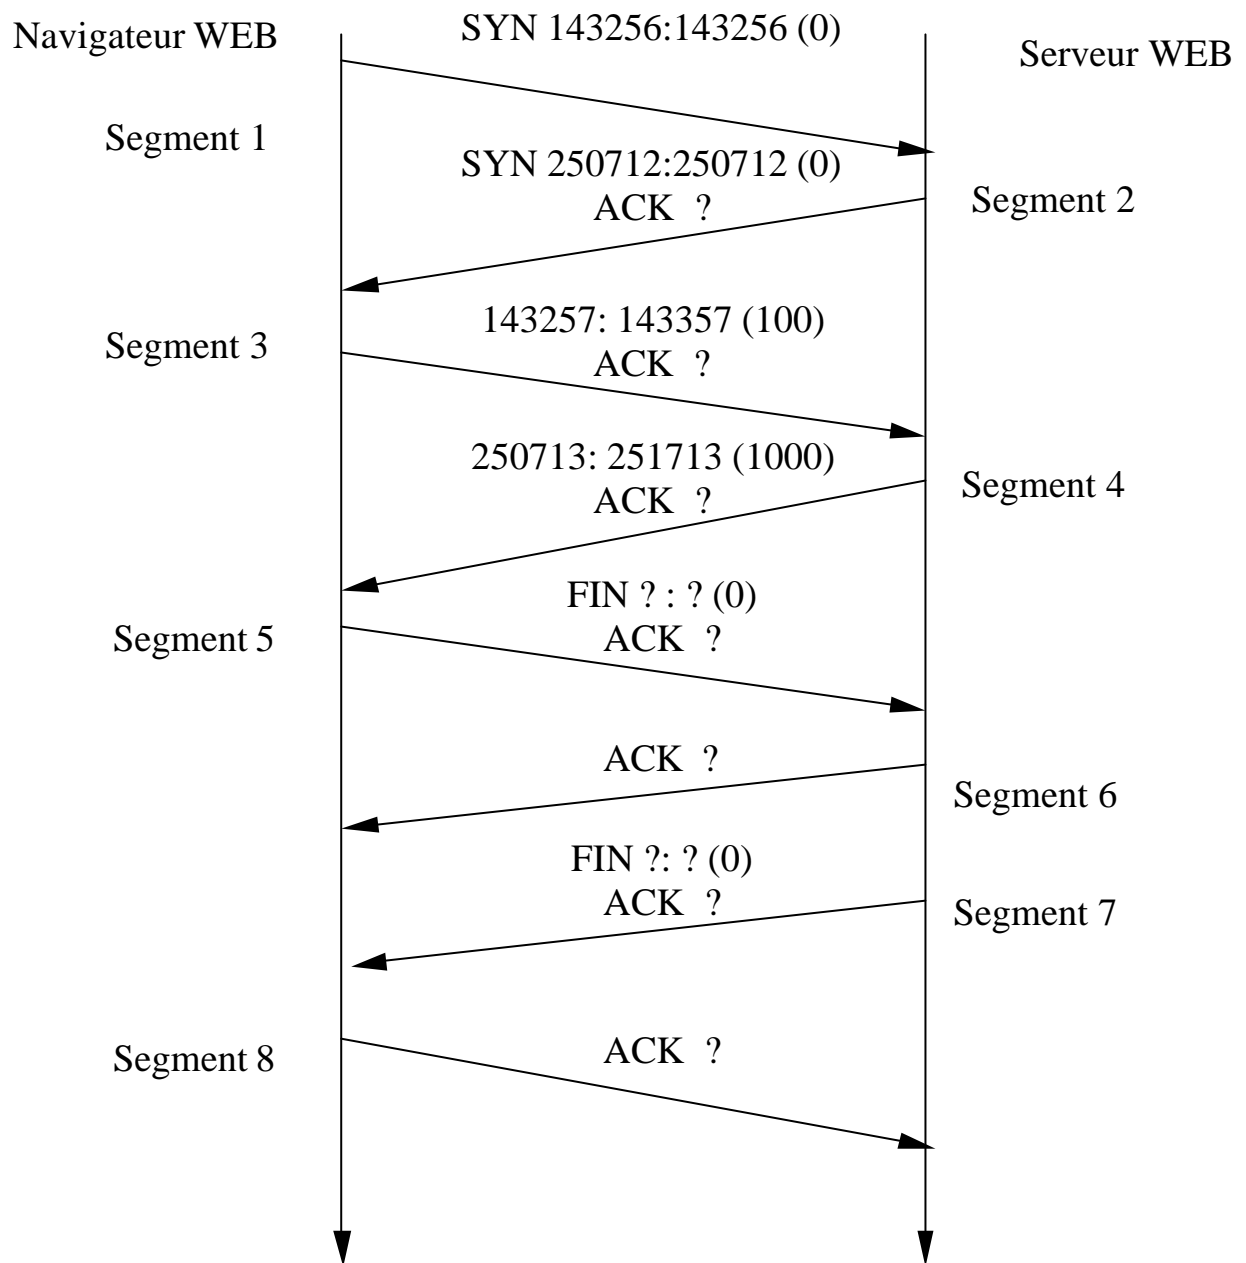 SYN 143256:143256 (0)
Navigateur WEB
Serveur WEB
Segment 1
SYN 250712:250712 (0)
ACK ?
Segment 2
143257: 143357 (100)
Segment 3
ACK ?
250713: 251713 (1000)
ACK ?
Segment 4
FIN ? : ? (0)
Segment 5
ACK ?
ACK ?
Segment 6
FIN ?: ? (0)
ACK ?
Segment 7
Segment 8
ACK ?